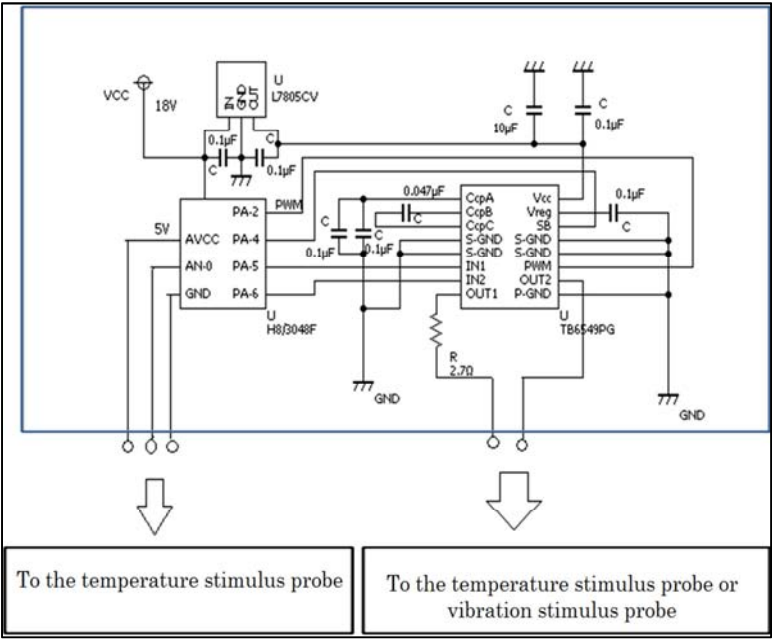 VCC
18V
IN
GND
OUT
U
L7805CV
0.1μF
C
C
0.1μF
C
10μF
C
0.1μF
PA-2
PWM
5V
AVCC
PA-4
AN-0
PA-5
GND
PA-6
U
H8/3048F
0.047μF
C
C
0.1μF
C
0.1μF
CcpA
Vcc
CcpB
Vreg
CcpC
SB
S-GND
S-GND
S-GND
S-GND
IN1
PWM
IN2
OUT2
OUT1
P-GND
0.1μF
C
U
TB6549PG
R
2.7Ω
GND
GND
To the temperature stimulus probe
To the temperature stimulus probe or
vibration stimulus probe